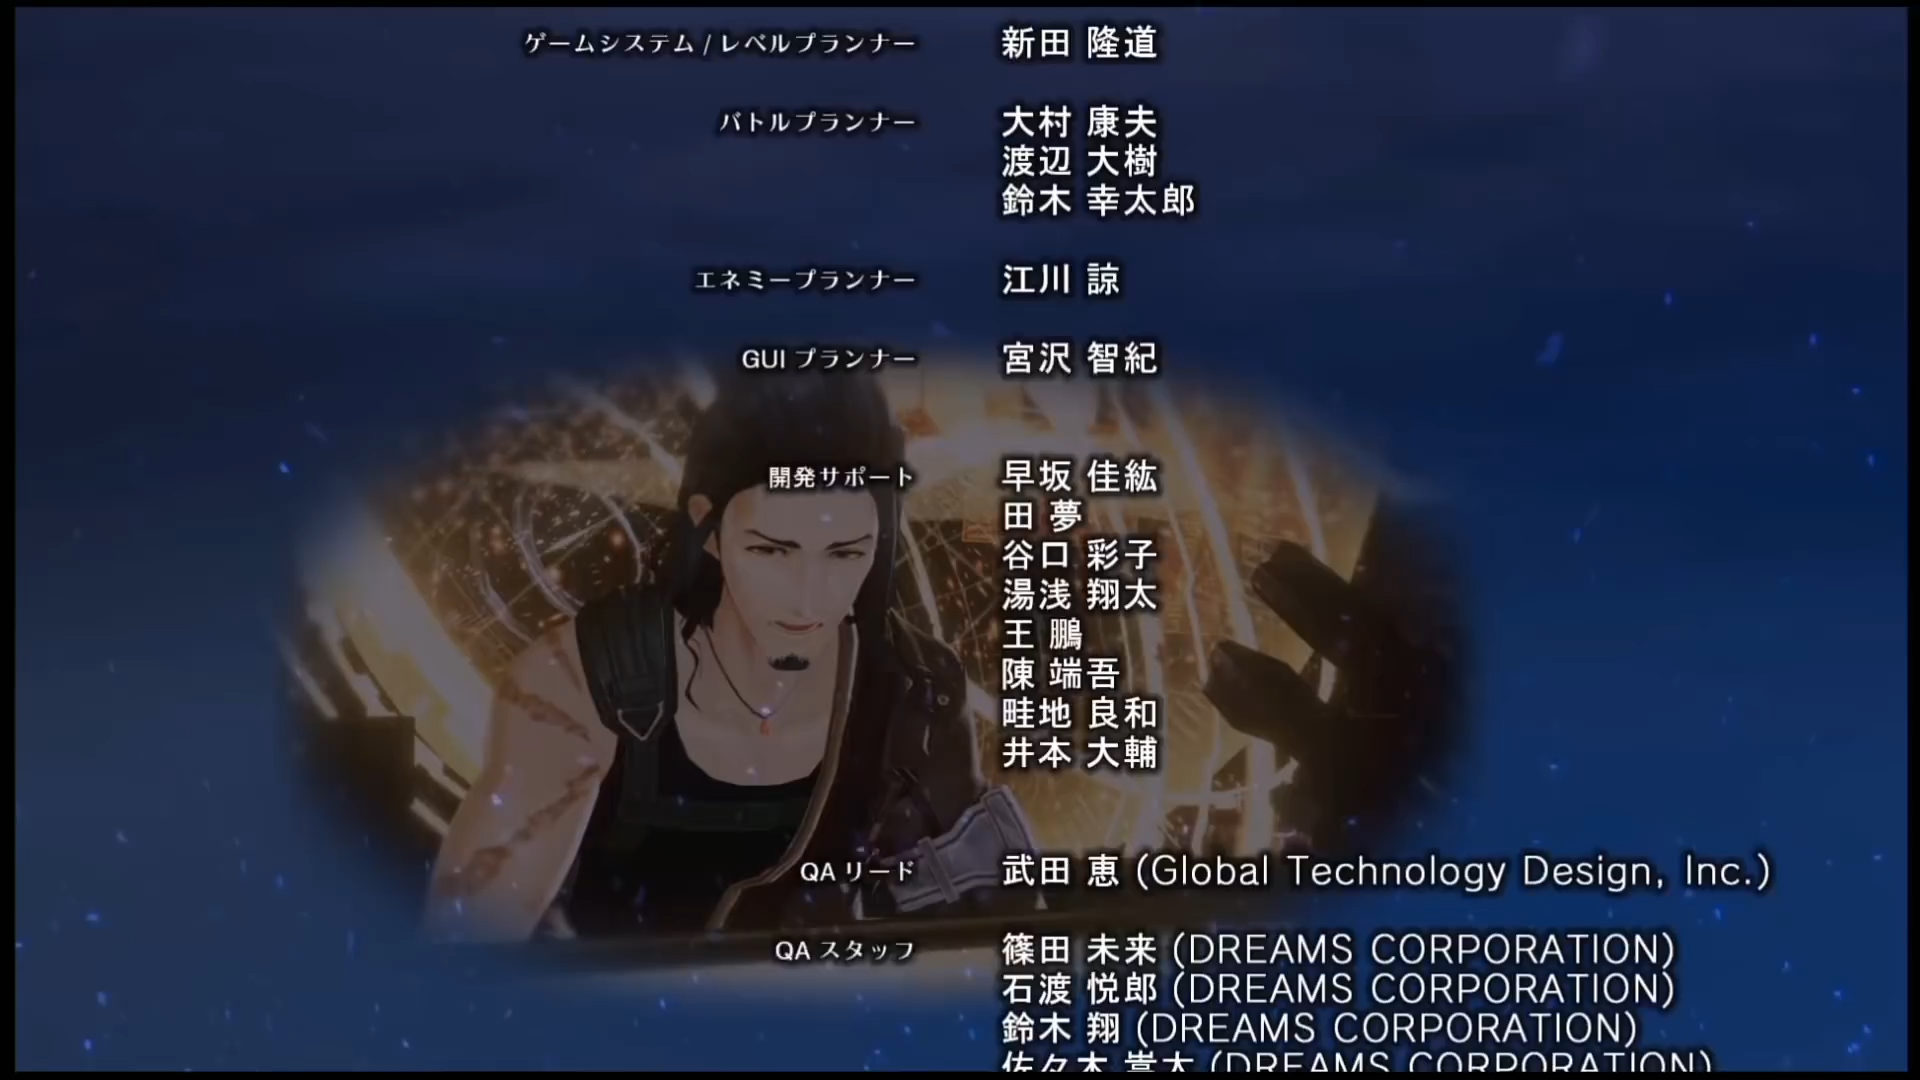 ゲームシステム / レベルプランナー 新田 隆道
バトルプランナー 大村 康夫
渡辺 大樹
鈴木 幸太郎
エネミープランナー 江川 諒
GUI プランナー 宮沢 智紀
開発サポート 早坂 佳紘
田 夢
谷口 彩子
湯浅 翔太
王 鵬
陳 端吾
畦地 良和
井本 大輔
QA リード 武田 恵 (Global Technology Design, Inc.)
QA スタッフ 篠田 未来 (DREAMS CORPORATION)
石渡 悦郎 (DREAMS CORPORATION)
鈴木 翔 (DREAMS CORPORATION)
佐々木 (DREAMS CORPORATION)